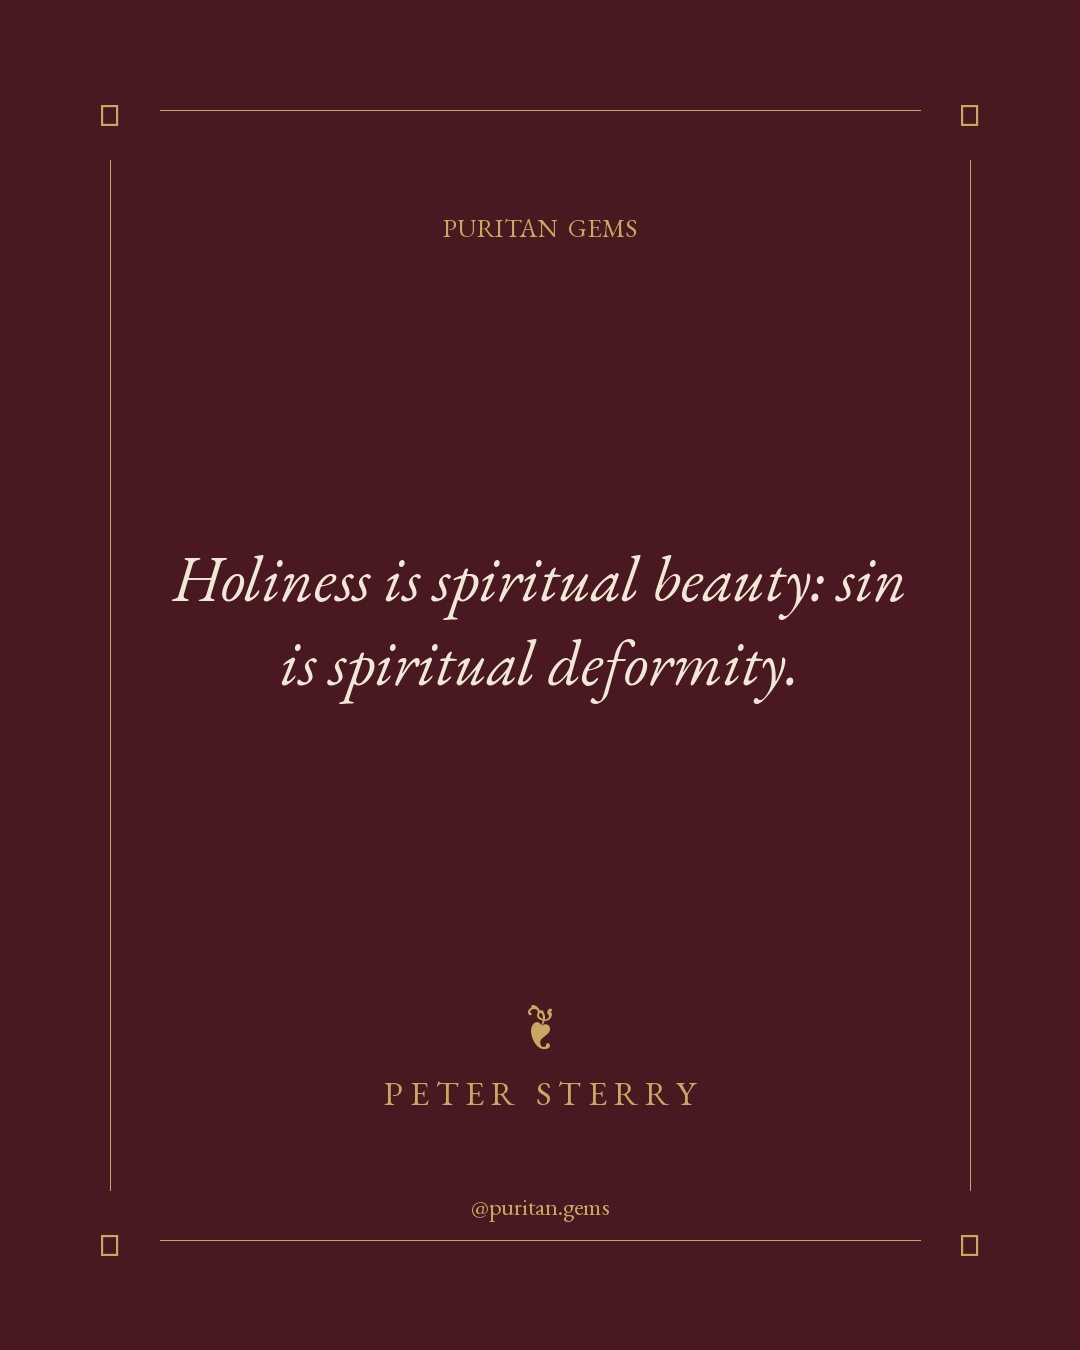 PURITAN GEMS
Holiness is spiritual beauty: sin
is spiritual deformity.
PETER STERRY
@puritan.gems